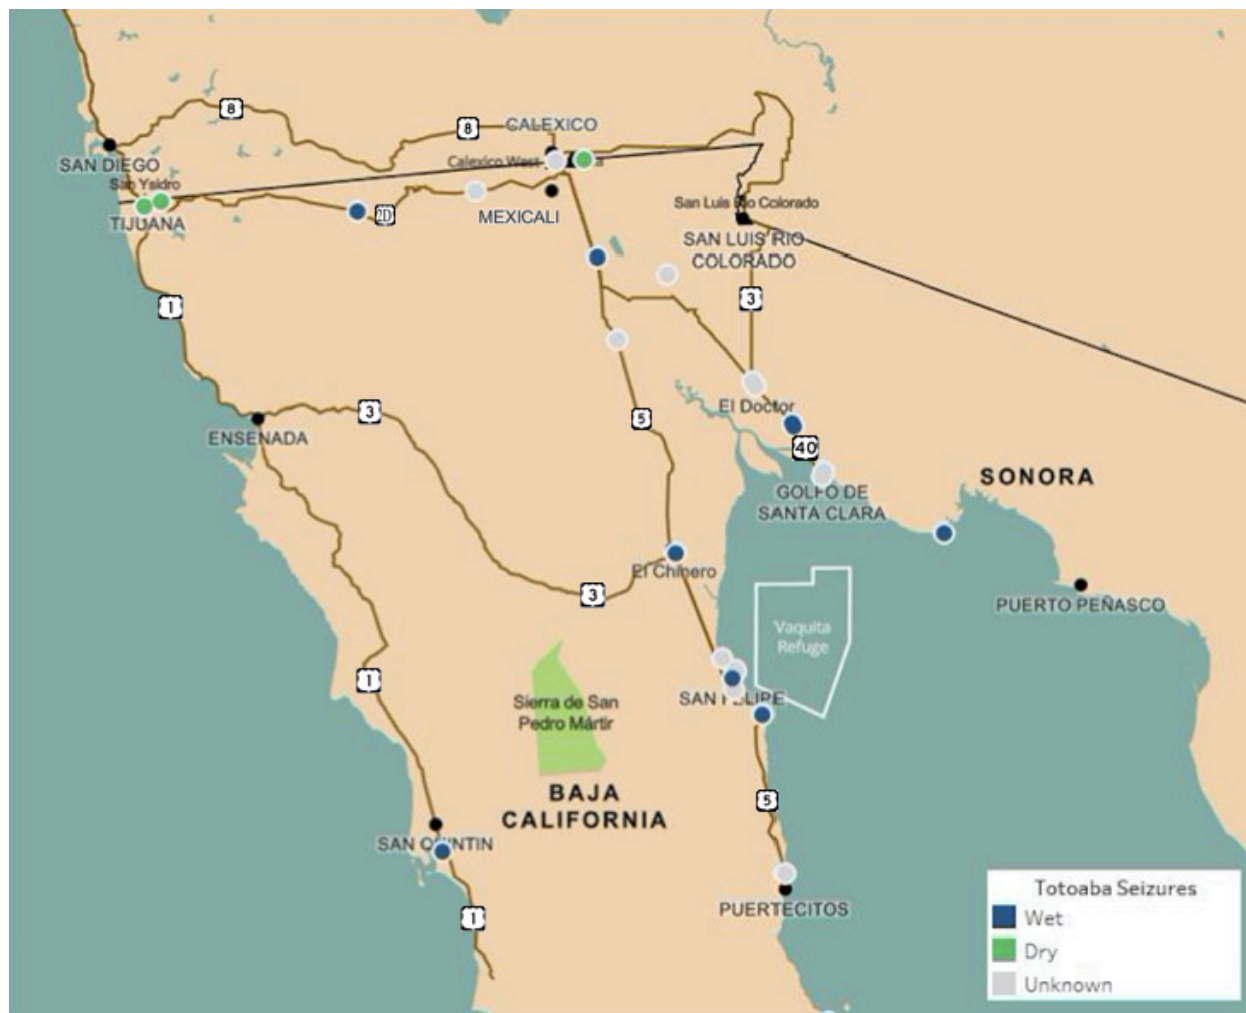 8
8
CALEXICO
SAN DIEGO
Calexico West
San Ysidro
TIJUANA
2D
MEXICALI
San Luis Rio Colorado
SAN LUIS RIO
COLORADO
1
3
3
5
El Doctor
ENSENADA
40
SONORA
GOLFO DE
SANTA CLARA
El Chinero
3
PUERTO PEÑASCO
Vaquita
Refuge
1
SAN FELIPE
Sierra de San
Pedro Mártir
BAJA
CALIFORNIA
5
SAN QUINTIN
PUERTECITOS
1
Totoaba Seizures
Wet
Dry
Unknown